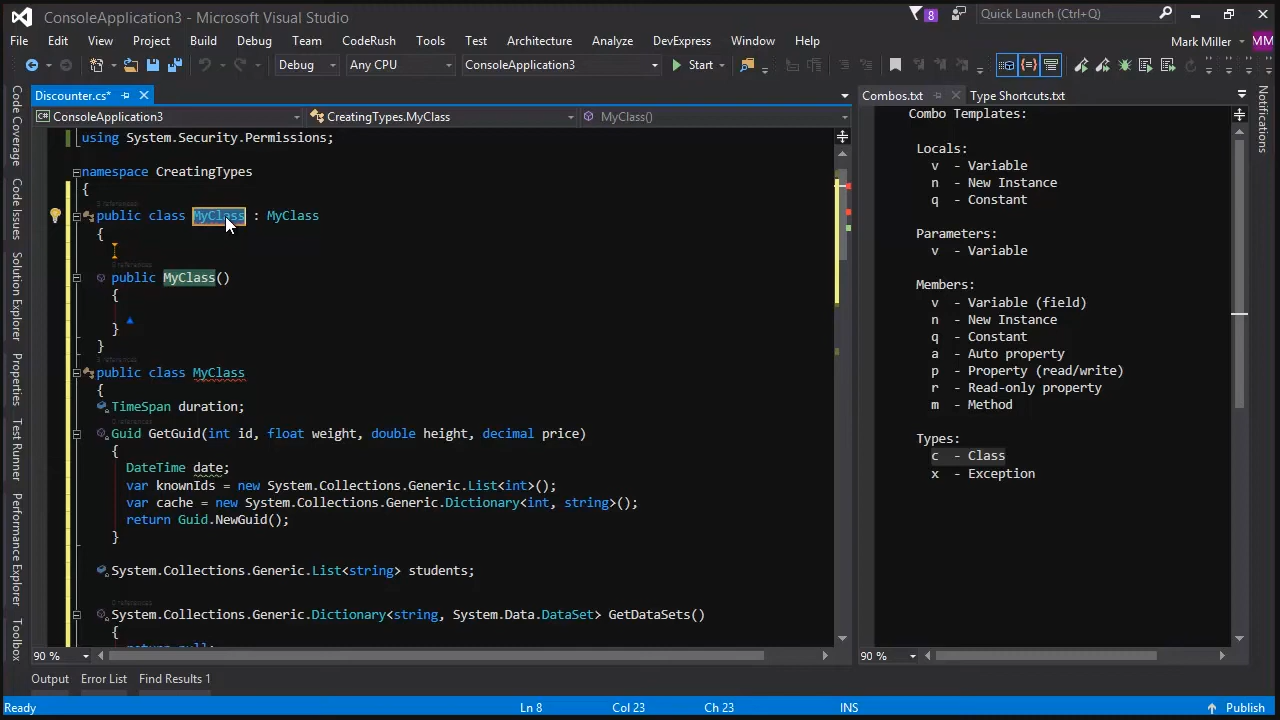 ConsoleApplication3 - Microsoft Visual Studio
8
Quick Launch (Ctrl+Q)
File Edit View Project Build Debug Team CodeRush Tools Test Architecture Analyze DevExpress Window Help
Mark Miller
MM
Debug Any CPU ConsoleApplication3 Start
Discounter.cs*
Combos.txt
Type Shortcuts.txt
ConsoleApplication3
CreatingTypes.MyClass
MyClass()
Code Coverage
Code Issues
Solution Explorer
Properties
Test Runner
Performance Explorer
Toolbox
using System.Security.Permissions;
namespace CreatingTypes
{
public class MyClass : MyClass
{
public MyClass()
{
}
}
public class MyClass
{
TimeSpan duration;
Guid GetGuid(int id, float weight, double height, decimal price)
{
DateTime date;
var knownIds = new System.Collections.Generic.List<int>();
var cache = new System.Collections.Generic.Dictionary<int, string>();
return Guid.NewGuid();
}
System.Collections.Generic.List<string> students;
System.Collections.Generic.Dictionary<string, System.Data.DataSet> GetDataSets()
{
return null;
90 %
Combo Templates:
Locals:
v - Variable
n - New Instance
q - Constant
Parameters:
v - Variable
Members:
v - Variable (field)
n - New Instance
q - Constant
a - Auto property
p - Property (read/write)
r - Read-only property
m - Method
Types:
c - Class
x - Exception
90 %
Notifications
Output Error List Find Results 1
Ready Ln 8 Col 23 Ch 23 INS Publish